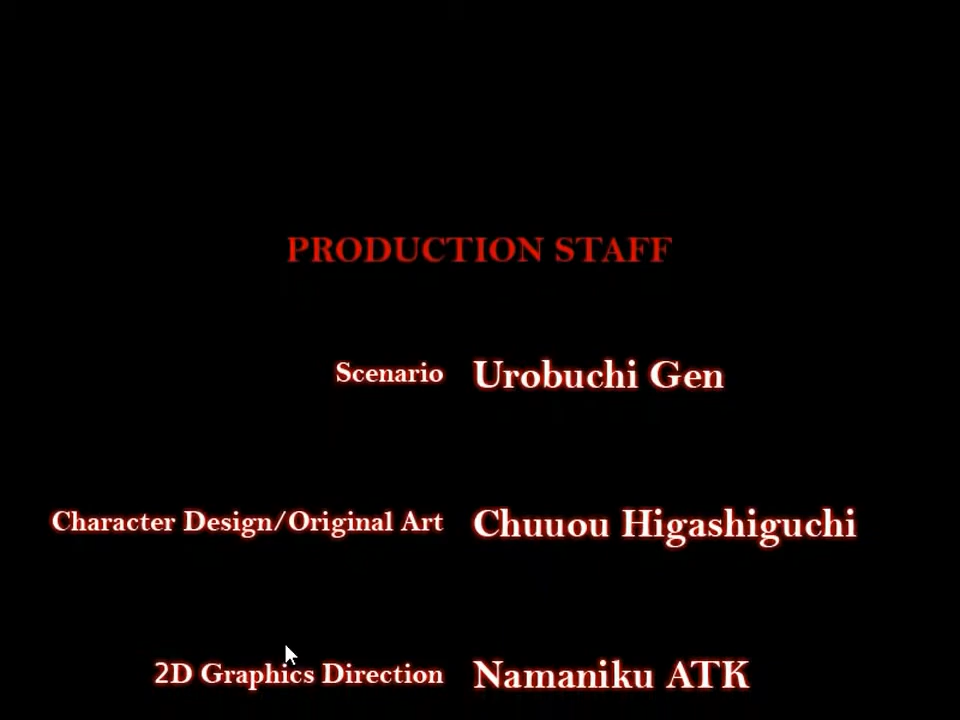 PRODUCTION STAFF
Scenario Urobuchi Gen
Character Design/Original Art Chuuou Higashiguchi
2D Graphics Direction Namaniku ATK